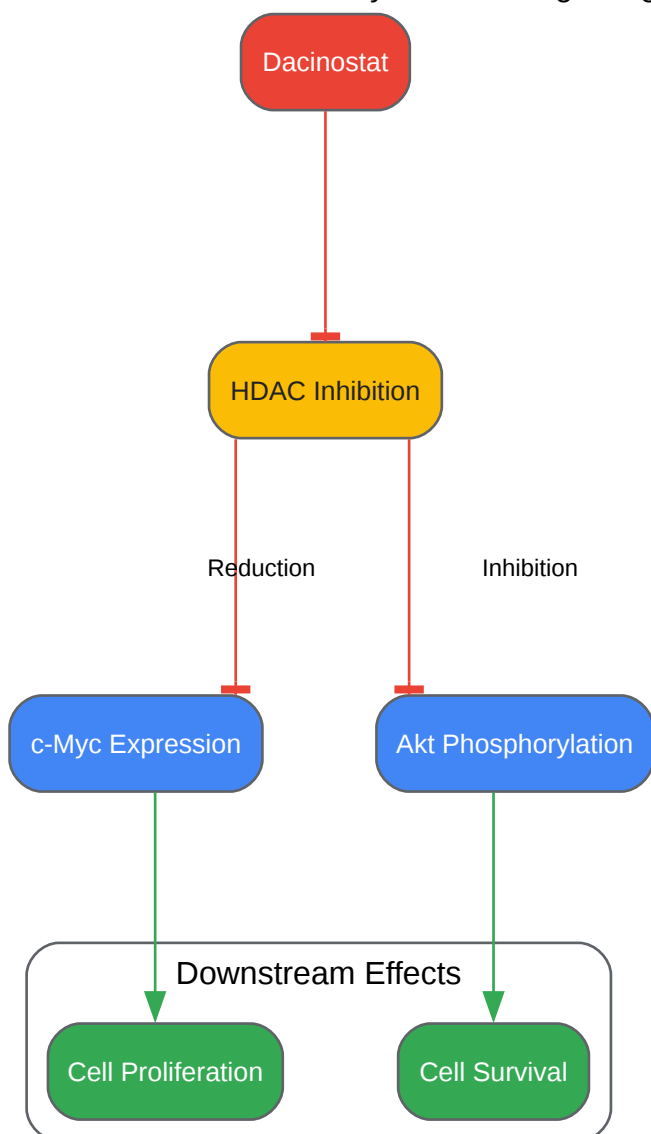 Dacinostat
HDAC Inhibition
Reduction
Inhibition
c-Myc Expression
Akt Phosphorylation
Downstream Effects
Cell Proliferation
Cell Survival